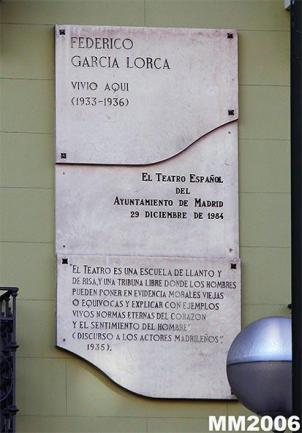 FEDERICO
GARCIA LORCA
VIVIO AQUI
(1933-1936)
EL TEATRO ESPAÑOL
DEL
AYUNTAMIENTO DE MADRID
29 DICIEMBRE DE 1984
"EL TEATRO ES UNA ESCUELA DE LLANTO Y
DE RISA, Y UNA TRIBUNA LIBRE DONDE LOS HOMBRES
PUEDEN PONER EN EVIDENCIA MORALES VIEJAS
O EQUIVOCAS Y EXPLICAR CON EJEMPLOS
VIVOS NORMAS ETERNAS DEL CORAZON
Y EL SENTIMIENTO DEL HOMBRE"
(DISCURSO A LOS ACTORES MADRILEÑOS",
1935).
MM2006